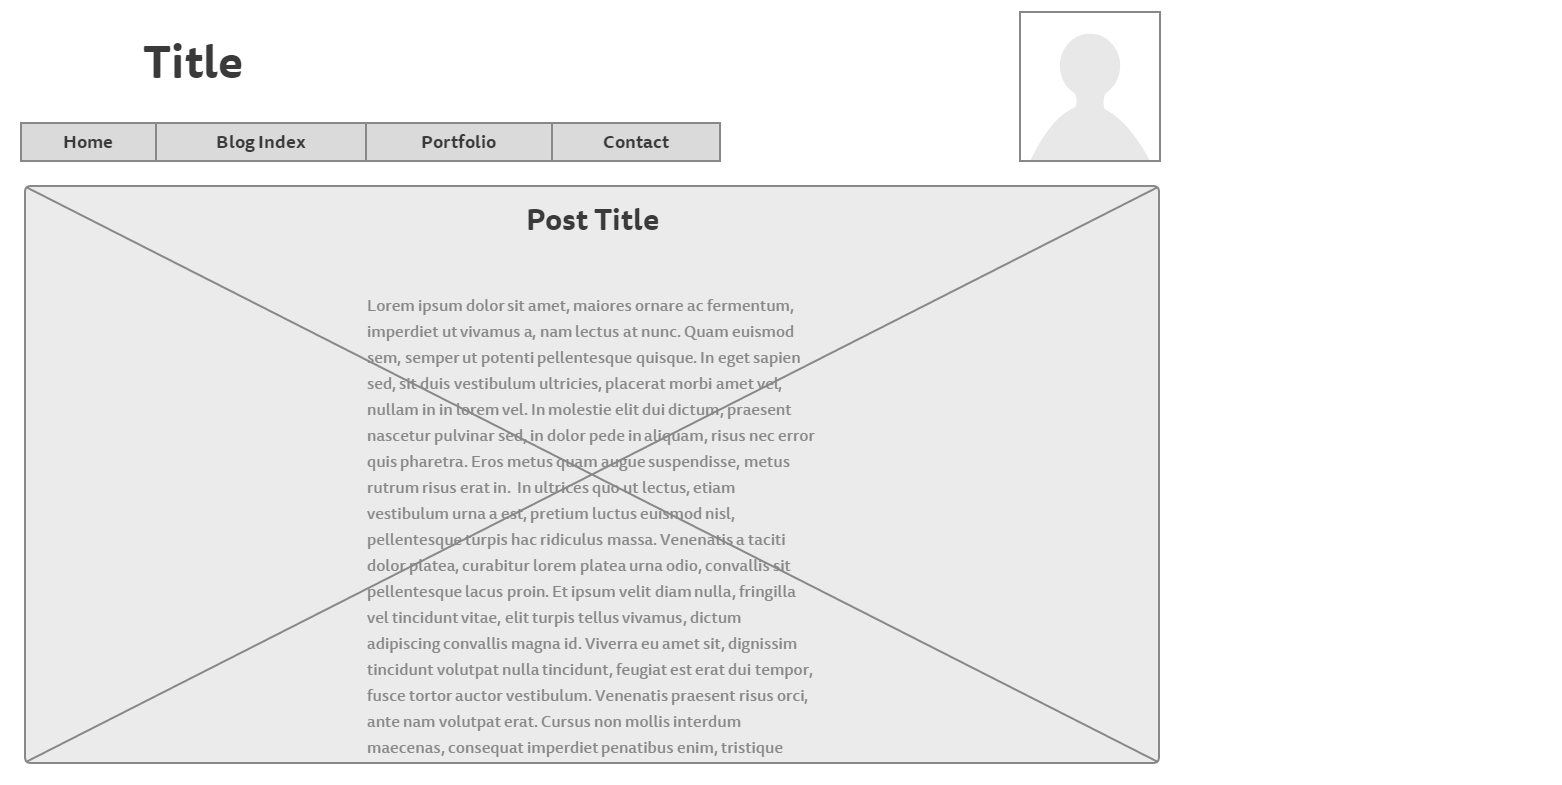 Title
Home
Blog Index
Portfolio
Contact
Post Title
Lorem ipsum dolor sit amet, maiores ornare ac fermentum,
imperdiet ut vivamus a, nam lectus at nunc. Quam euismod
sem, semper ut potenti pellentesque quisque. In eget sapien
sed, sit duis vestibulum ultricies, placerat morbi amet vel,
nullam in in lorem vel. In molestie elit dui dictum, praesent
nascetur pulvinar sed, in dolor pede in aliquam, risus nec error
quis pharetra. Eros metus quam augue suspendisse, metus
rutrum risus erat in.  In ultrices quo ut lectus, etiam
vestibulum urna a est, pretium luctus euismod nisl,
pellentesque turpis hac ridiculus massa. Venenatis a taciti
dolor platea, curabitur lorem platea urna odio, convallis sit
pellentesque lacus proin. Et ipsum velit diam nulla, fringilla
vel tincidunt vitae, elit turpis tellus vivamus, dictum
adipiscing convallis magna id. Viverra eu amet sit, dignissim
tincidunt volutpat nulla tincidunt, feugiat est erat dui tempor,
fusce tortor auctor vestibulum. Venenatis praesent risus orci,
ante nam volutpat erat. Cursus non mollis interdum
maecenas, consequat imperdiet penatibus enim, tristique